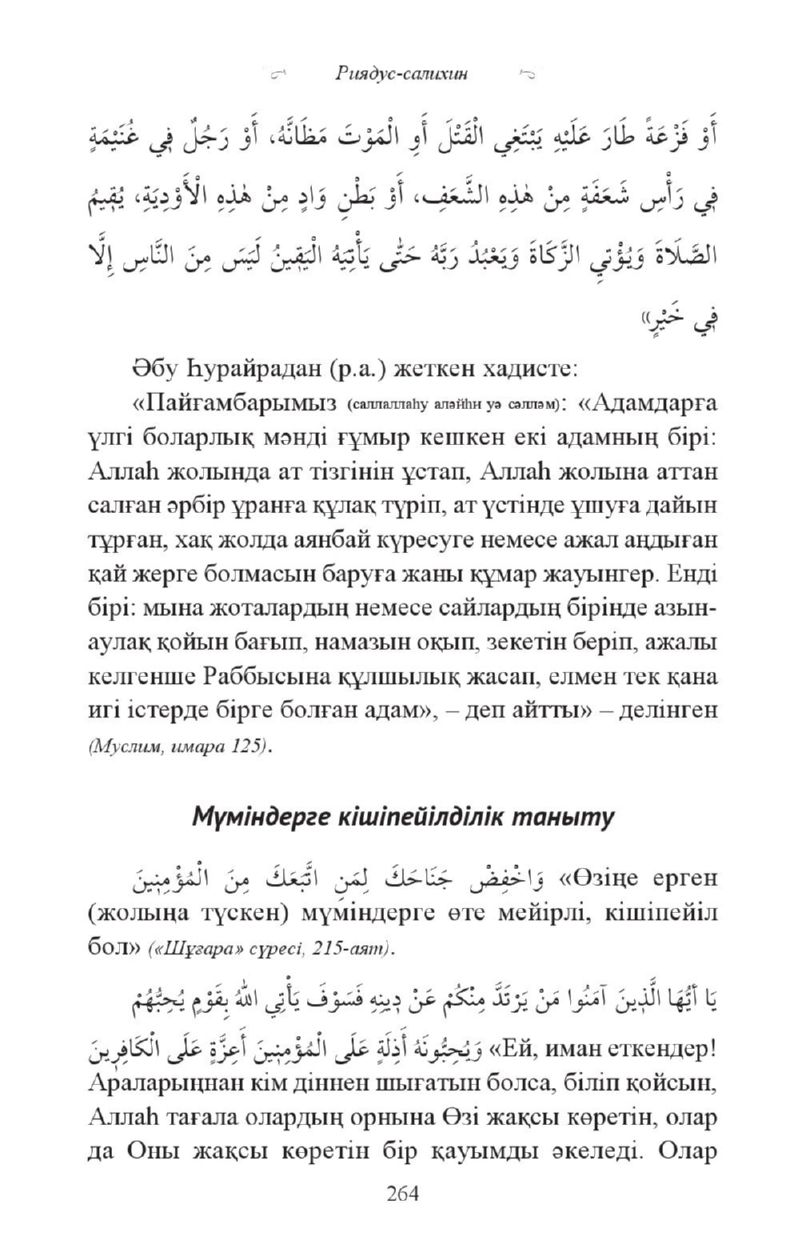 Риядус-салихин
أَوْ فَزْعَةً طَارَ عَلَيْهِ يَبْتَغِي الْقَتْلَ أَوِ الْمَوْتَ مَظَانَّهُ، أَوْ رَجُلٌ فِي غُنَيْمَةٍ
فِي رَأْسِ شَعَفَةٍ مِنْ هٰذِهِ الشَّعَفِ، أَوْ بَطْنِ وَادٍ مِنْ هٰذِهِ الْأَوْدِيَةِ، يُقِيمُ
الصَّلَاةَ وَيُؤْتِي الزَّكَاةَ وَيَعْبُدُ رَبَّهُ حَتَّى يَأْتِيَهُ الْيَقِينُ لَيْسَ مِنَ النَّاسِ إِلَّا
فِي خَيْرٍ»
Әбу Һурайрадан (р.а.) жеткен хадисте:
«Пайғамбарымыз (саллаллаһу аләйһи уә сәлләм): «Адамдарға
үлгі боларлық мәнді ғұмыр кешкен екі адамның бірі:
Аллаһ жолында ат тізгінін ұстап, Аллаһ жолына аттан
салған әрбір ұранға құлақ түріп, ат үстінде ұшуға дайын
тұрған, хақ жолда аянбай күресуге немесе ажал аңдыған
қай жерге болмасын баруға жаны құмар жауынгер. Енді
бірі: мына жоталардың немесе сайлардың бірінде азын-
аулақ қойын бағып, намазын оқып, зекетін беріп, ажалы
келгенше Раббысына құлшылық жасап, елмен тек қана
игі істерде бірге болған адам», – деп айтты» – делінген
(Муслим, имара 125).
Мүміндерге кішіпейілділік таныту
وَاخْفِضْ جَنَاحَكَ لِمَنِ اتَّبَعَكَ مِنَ الْمُؤْمِنِينَ «Өзіңе ерген
(жолыңа түскен) мүміндерге өте мейірлі, кішіпейіл
бол» («Шұғара» сүресі, 215-аят).
يَا أَيُّهَا الَّذِينَ آمَنُوا مَنْ يَرْتَدَّ مِنْكُمْ عَنْ دِينِهِ فَسَوْفَ يَأْتِي اللهُ بِقَوْمٍ يُحِبُّهُمْ
وَيُحِبُّونَهُ أَذِلَّةٍ عَلَى الْمُؤْمِنِينَ أَعِزَّةٍ عَلَى الْكَافِرِينَ «Ей, иман еткендер!
Араларыңнан кім діннен шығатын болса, біліп қойсын,
Аллаһ тағала олардың орнына Өзі жақсы көретін, олар
да Оны жақсы көретін бір қауымды әкеледі. Олар
264